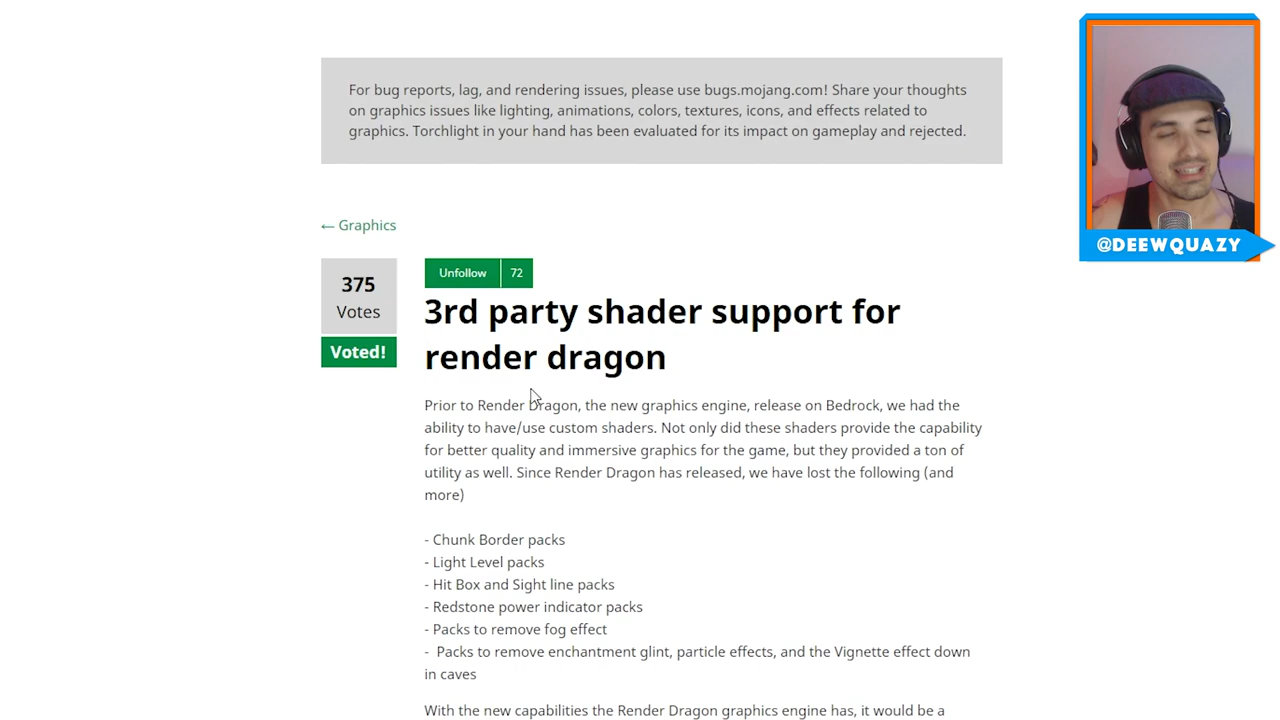 For bug reports, lag, and rendering issues, please use bugs.mojang.com! Share your thoughts
on graphics issues like lighting, animations, colors, textures, icons, and effects related to
graphics. Torchlight in your hand has been evaluated for its impact on gameplay and rejected.
@DEEWQUAZY
← Graphics
375
Votes
Voted!
Unfollow 72
3rd party shader support for
render dragon
Prior to Render Dragon, the new graphics engine, release on Bedrock, we had the
ability to have/use custom shaders. Not only did these shaders provide the capability
for better quality and immersive graphics for the game, but they provided a ton of
utility as well. Since Render Dragon has released, we have lost the following (and
more)
- Chunk Border packs
- Light Level packs
- Hit Box and Sight line packs
- Redstone power indicator packs
- Packs to remove fog effect
- Packs to remove enchantment glint, particle effects, and the Vignette effect down
in caves
With the new capabilities the Render Dragon graphics engine has, it would be a